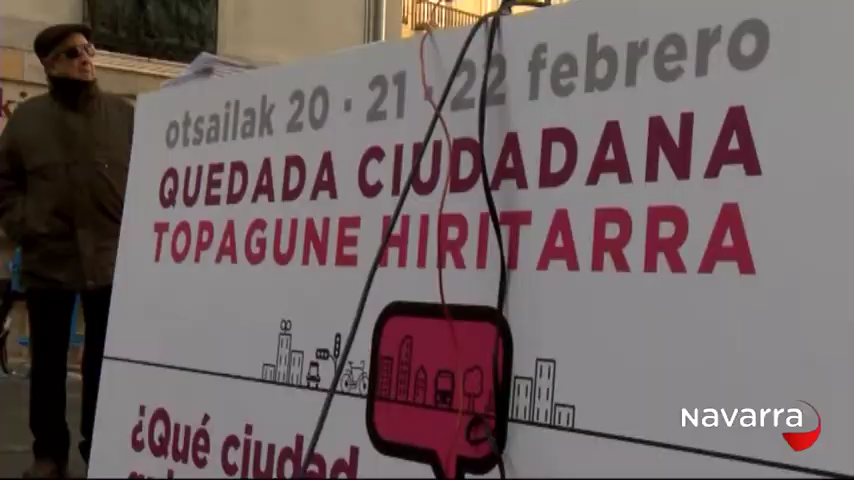 otsailak 20 · 21 · 22 febrero
QUEDADA CIUDADANA
TOPAGUNE HIRITARRA
¿Qué ciudad
NAVARRA